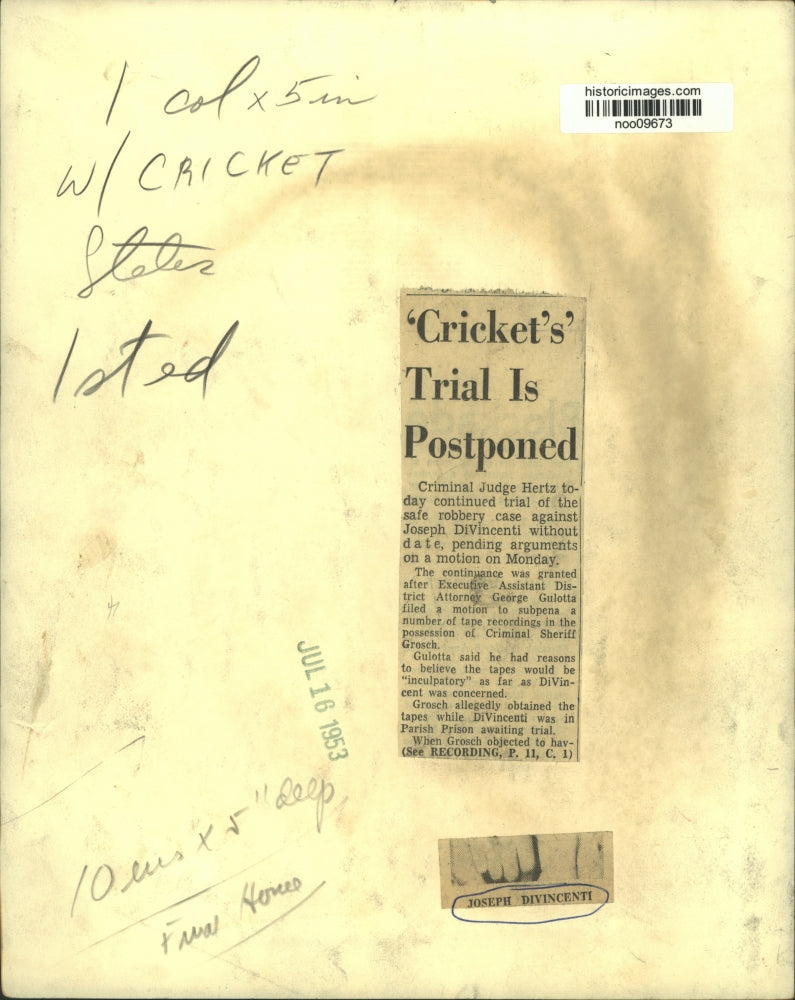 1 col x 5 in
historicimages.com
noo09673
W/ CRICKET
States
1st ed
‘Cricket’s’
Trial Is
Postponed
Criminal Judge Hertz to-
day continued trial of the
safe robbery case against
Joseph DiVincenti without
date, pending arguments
on a motion on Monday.
The continuance was granted
after Executive Assistant Dis-
trict Attorney George Gulotta
filed a motion to subpena a
number of tape recordings in the
possession of Criminal Sheriff
Grosch.
Gulotta said he had reasons
to believe the tapes would be
“inculpatory” as far as DiVin-
cent was concerned.
Grosch allegedly obtained the
tapes while DiVincenti was in
Parish Prison awaiting trial.
When Grosch objected to hav-
(See RECORDING, P. 11, C. 1)
JUL 16 1953
10 ems x 5" deep
Final Home
JOSEPH DIVINCENTI